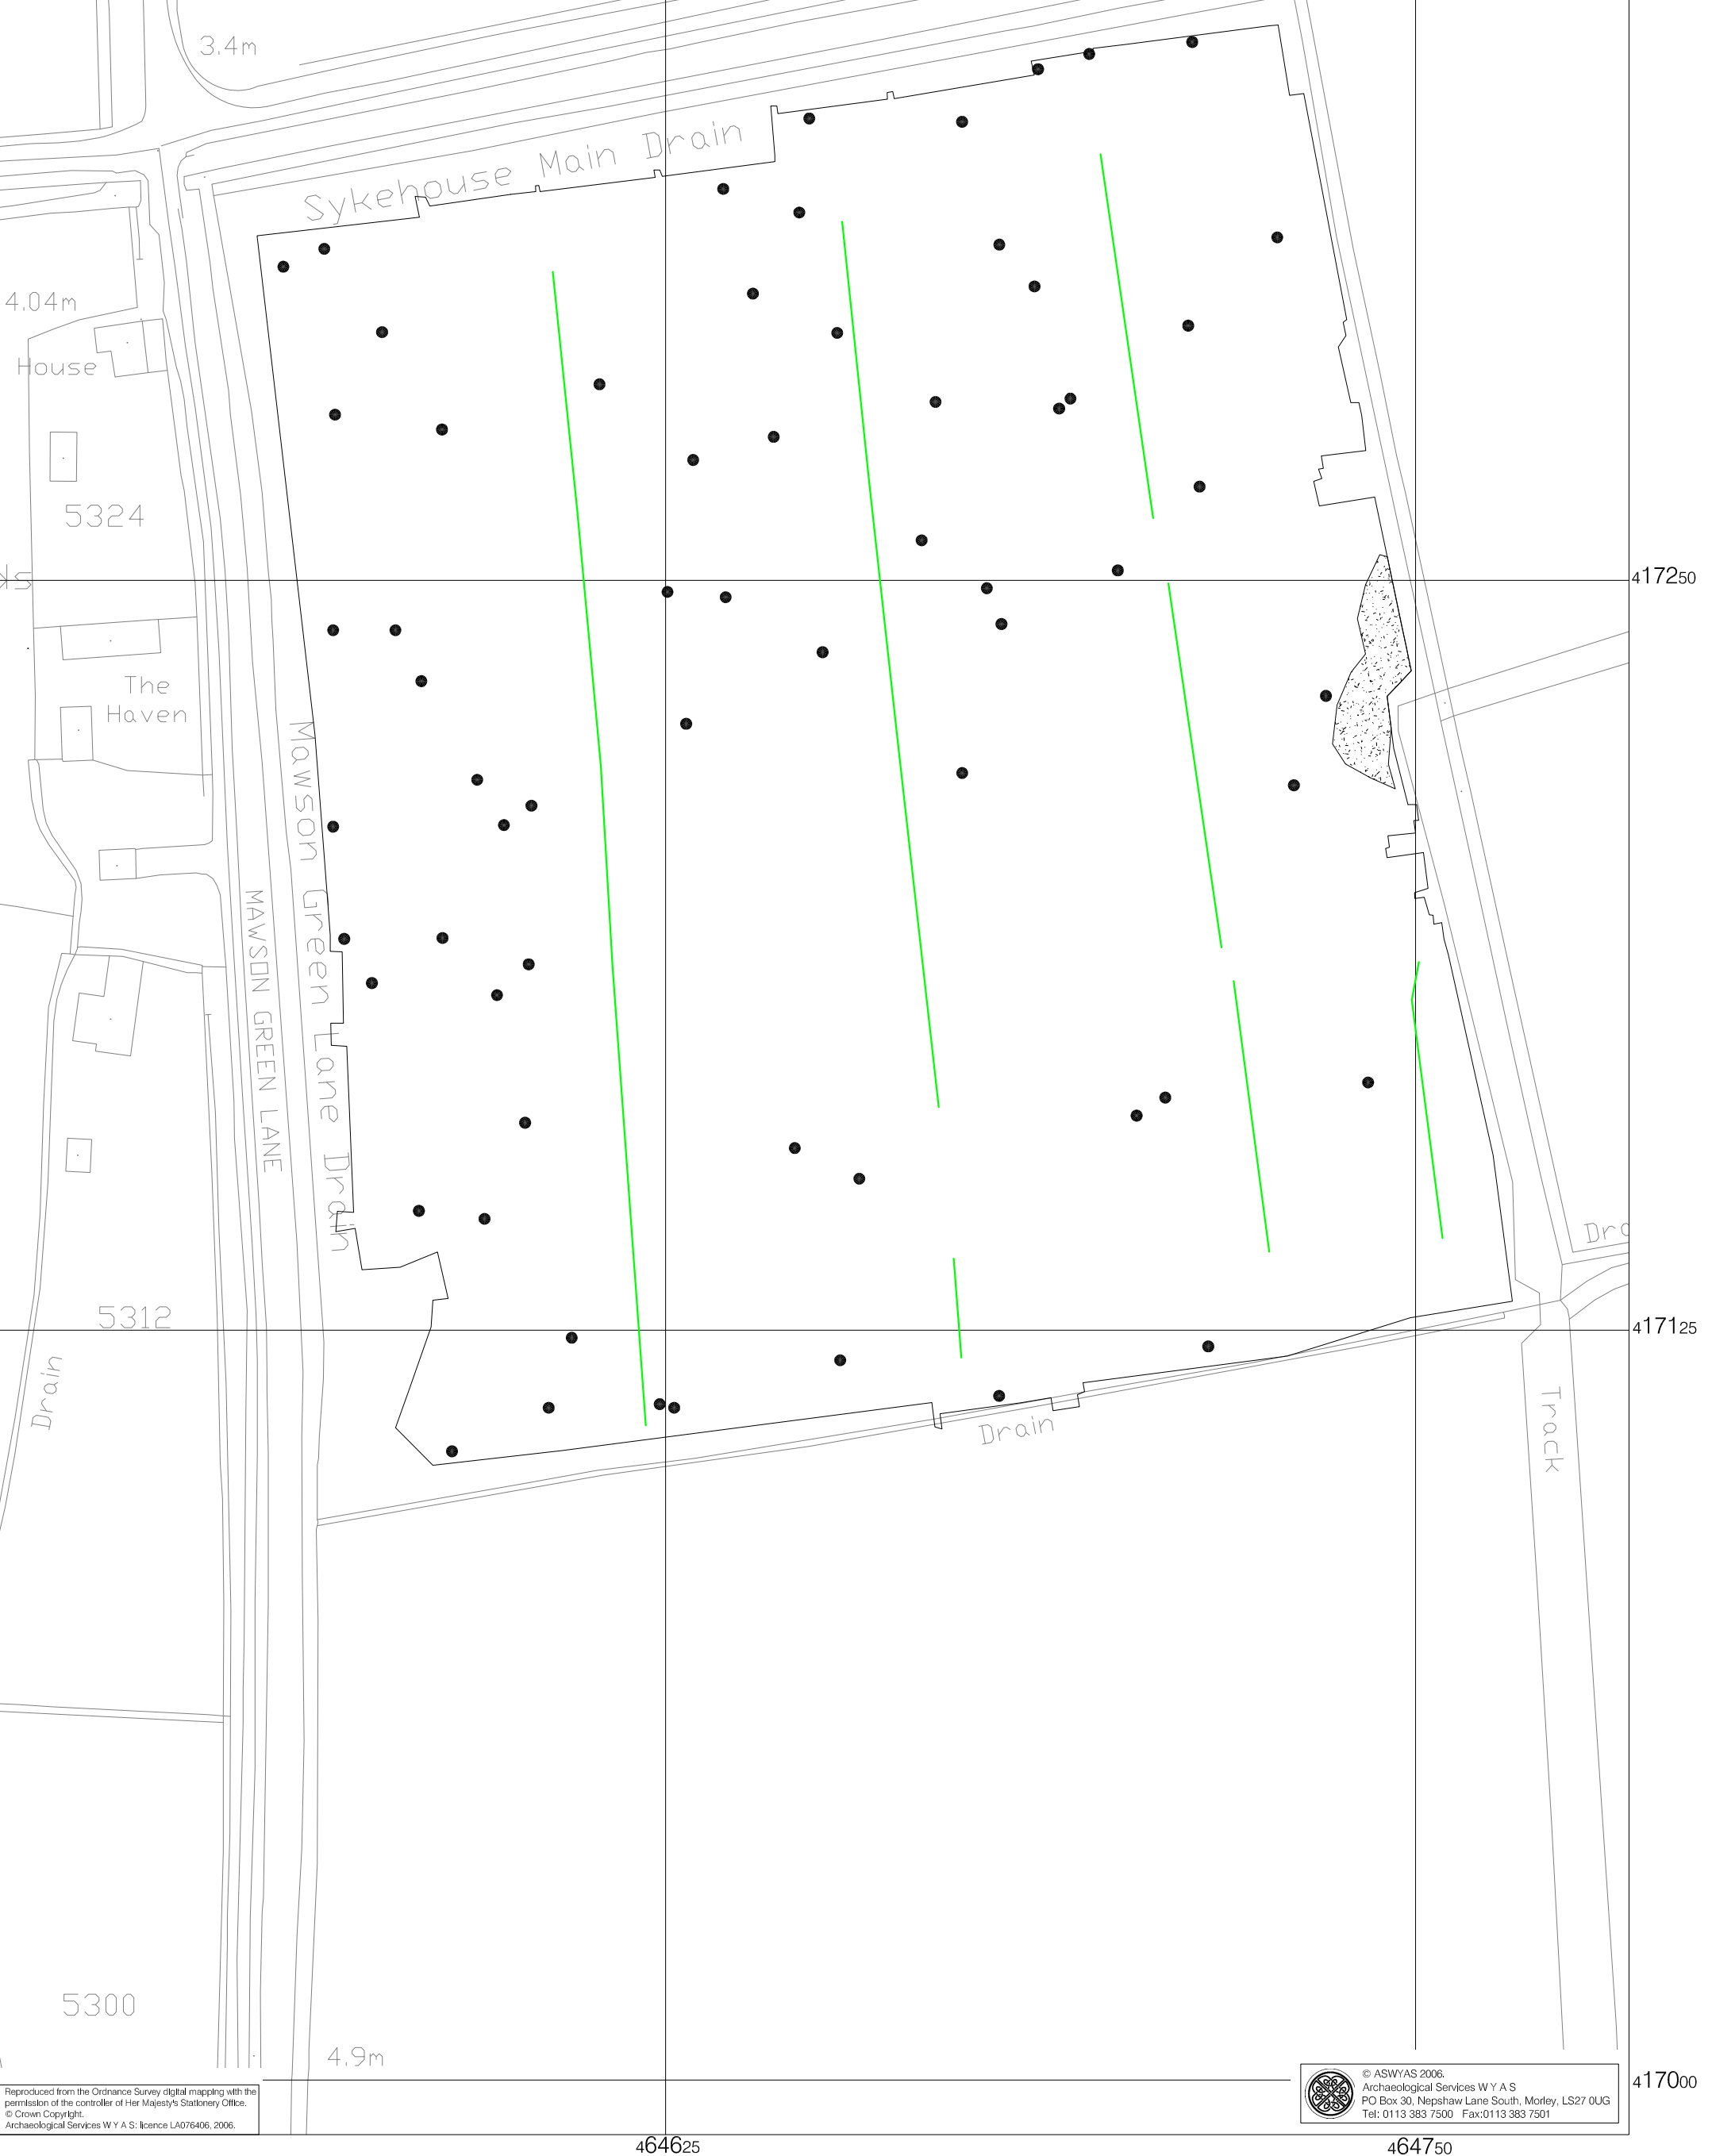 3.4m
Sykehouse Main Drain
4.04m
House
5324
ds
417250
The
Haven
Mawson Green Lane Drain
MAWSON GREEN LANE
Dra
5312
417125
Drain
Drain
Track
5300
4.9m
Reproduced from the Ordnance Survey digital mapping with the
permission of the controller of Her Majesty's Stationery Office.
© Crown Copyright.
Archaeological Services W Y A S: licence LA076406, 2006.
© ASWYAS 2006.
Archaeological Services W Y A S
PO Box 30, Nepshaw Lane South, Morley, LS27 0UG
Tel: 0113 383 7500 Fax:0113 383 7501
417000
464625
464750